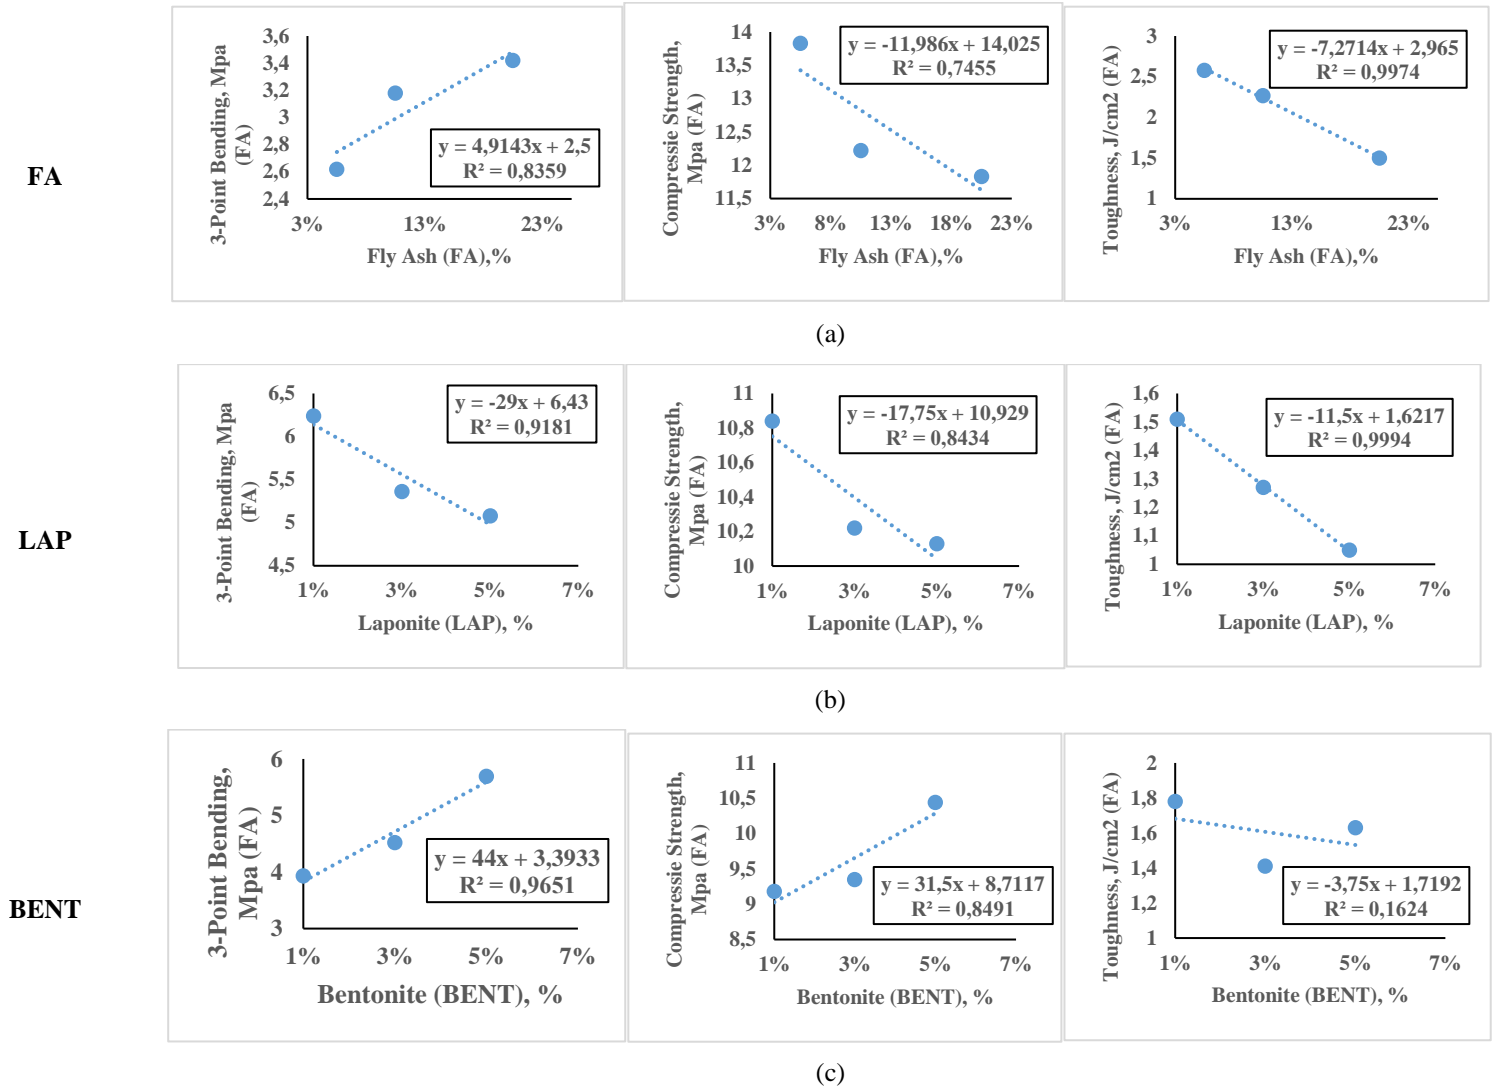 FA
3-Point Bending, Mpa
(FA)
3,6
3,4
3,2
3
2,8
2,6
2,4
y = 4,9143x + 2,5
R² = 0,8359
3% 13% 23%
Fly Ash (FA),%
Compressie Strength,
Mpa (FA)
14
13,5
13
12,5
12
11,5
y = -11,986x + 14,025
R² = 0,7455
3% 8% 13% 18% 23%
Fly Ash (FA),%
Toughness, J/cm2 (FA)
3
2,5
2
1,5
1
y = -7,2714x + 2,965
R² = 0,9974
3% 13% 23%
Fly Ash (FA),%
(a)
LAP
3-Point Bending, Mpa
(FA)
6,5
6
5,5
5
4,5
y = -29x + 6,43
R² = 0,9181
1% 3% 5% 7%
Laponite (LAP), %
Compressie Strength,
Mpa (FA)
11
10,8
10,6
10,4
10,2
10
y = -17,75x + 10,929
R² = 0,8434
1% 3% 5% 7%
Laponite (LAP), %
Toughness, J/cm2 (FA)
1,6
1,5
1,4
1,3
1,2
1,1
1
y = -11,5x + 1,6217
R² = 0,9994
1% 3% 5% 7%
Laponite (LAP), %
(b)
BENT
3-Point Bending,
Mpa (FA)
6
5
4
3
y = 44x + 3,3933
R² = 0,9651
1% 3% 5% 7%
Bentonite (BENT), %
Compressie Strength,
Mpa (FA)
11
10,5
10
9,5
9
8,5
y = 31,5x + 8,7117
R² = 0,8491
1% 3% 5% 7%
Bentonite (BENT), %
Toughness, J/cm2 (FA)
2
1,8
1,6
1,4
1,2
1
y = -3,75x + 1,7192
R² = 0,1624
1% 3% 5% 7%
Bentonite (BENT), %
(c)